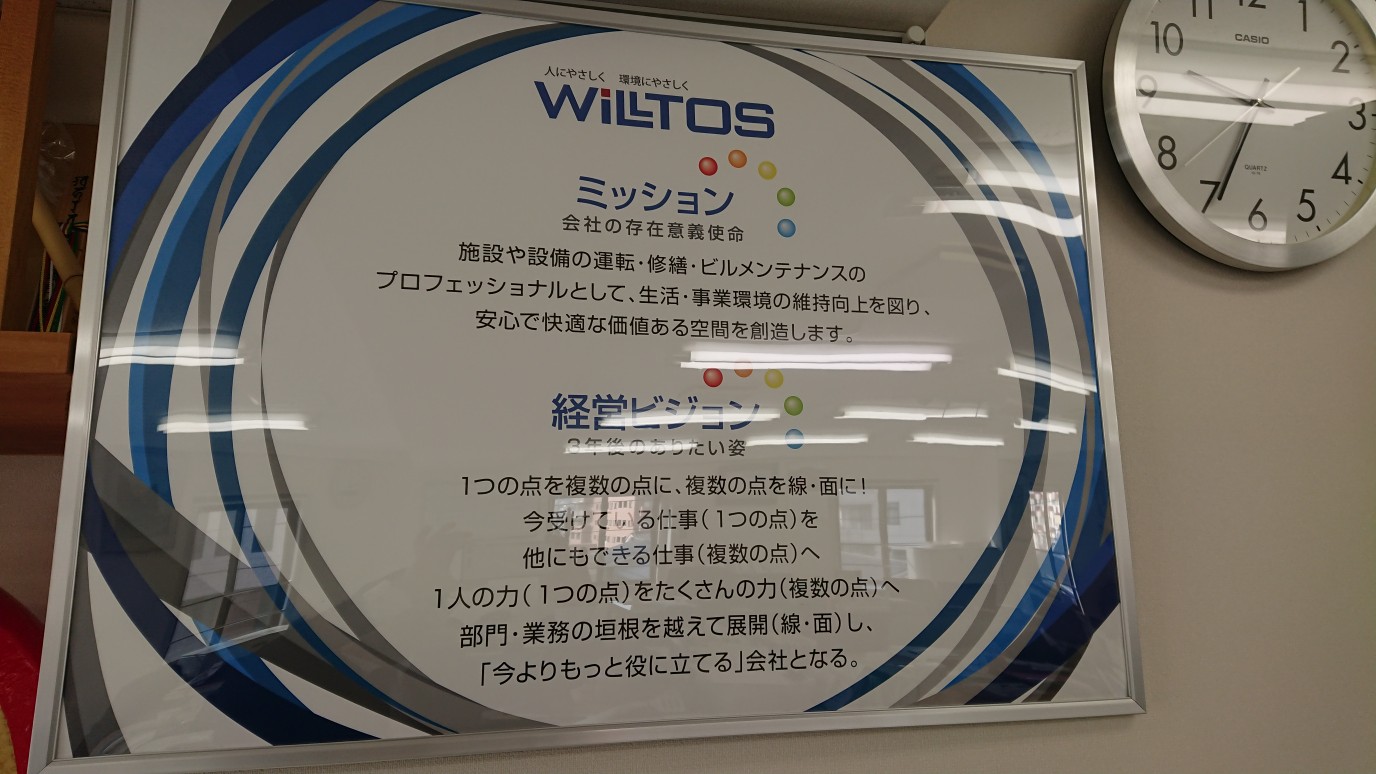 人にやさしく 環境にやさしく
WiLLTOS
ミッション
会社の存在意義使命
施設や設備の運転・修繕・ビルメンテナンスの
プロフェッショナルとして、生活・事業環境の維持向上を図り、
安心で快適な価値ある空間を創造します。
経営ビジョン
3年後のありたい姿
1つの点を複数の点に、複数の点を線・面に!
今受けている仕事(1つの点)を
他にもできる仕事(複数の点)へ
1人の力(1つの点)をたくさんの力(複数の点)へ
部門・業務の垣根を越えて展開(線・面)し、
「今よりもっと役に立てる」会社となる。
11 12 1
10 2
CASIO
9 3
8 4
QUARTZ
7 6 5